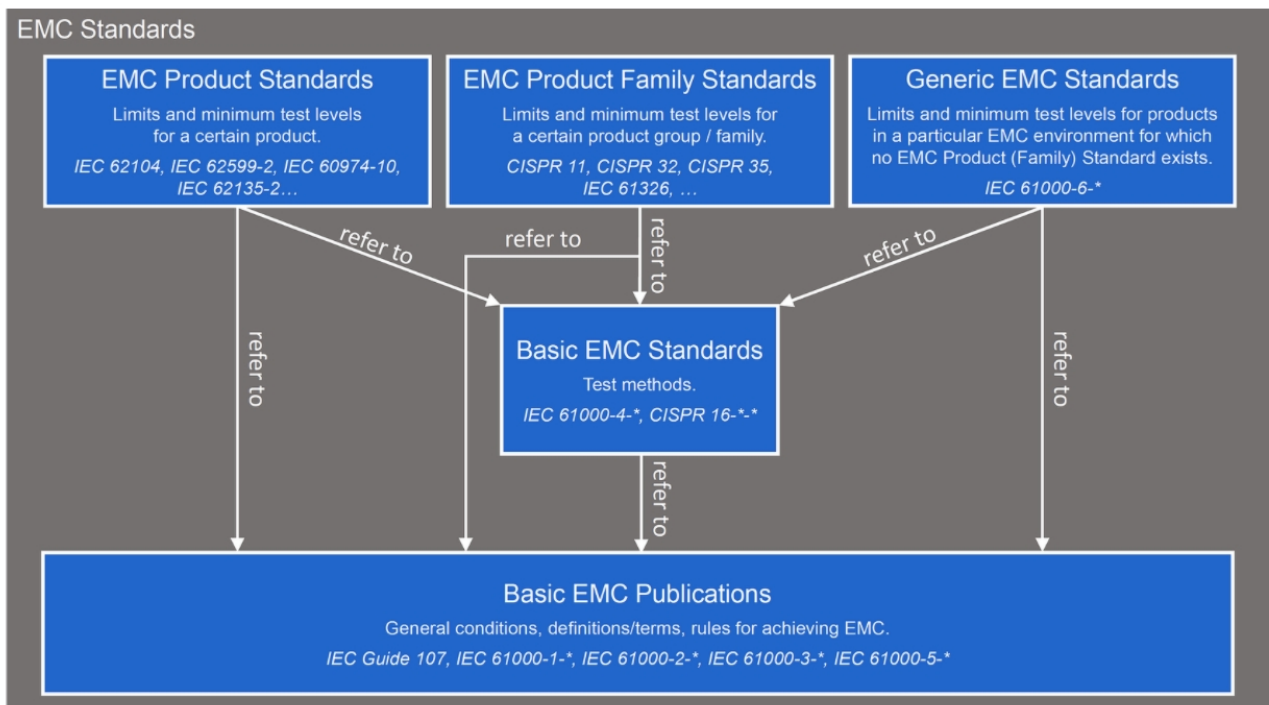 EMC Standards
EMC Product Standards
Limits and minimum test levels
for a certain product.
IEC 62104, IEC 62599-2, IEC 60974-10,
IEC 62135-2…
EMC Product Family Standards
Limits and minimum test levels for
a certain product group / family.
CISPR 11, CISPR 32, CISPR 35,
IEC 61326, …
Generic EMC Standards
Limits and minimum test levels for products
in a particular EMC environment for which
no EMC Product (Family) Standard exists.
IEC 61000-6-*
refer to
refer to
refer to
refer to
refer to
Basic EMC Standards
Test methods.
IEC 61000-4-*, CISPR 16-*-*
refer to
refer to
refer to
Basic EMC Publications
General conditions, definitions/terms, rules for achieving EMC.
IEC Guide 107, IEC 61000-1-*, IEC 61000-2-*, IEC 61000-3-*, IEC 61000-5-*